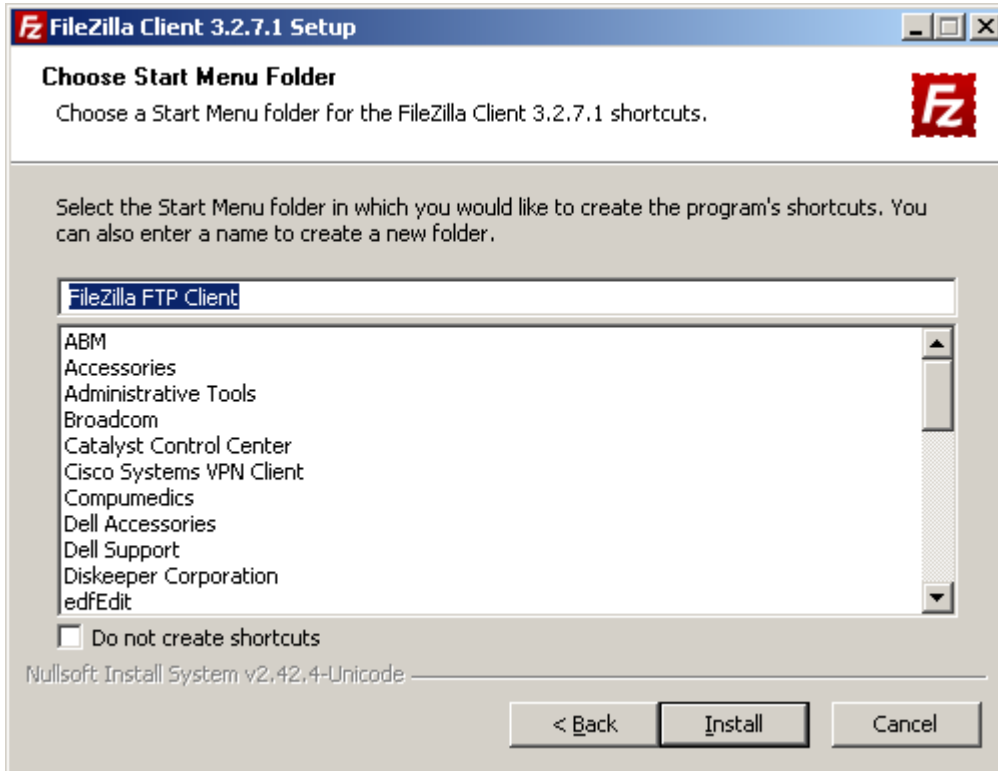 FileZilla Client 3.2.7.1 Setup
Choose Start Menu Folder
Choose a Start Menu folder for the FileZilla Client 3.2.7.1 shortcuts.
Fz
Select the Start Menu folder in which you would like to create the program's shortcuts. You
can also enter a name to create a new folder.
FileZilla FTP Client
ABM
Accessories
Administrative Tools
Broadcom
Catalyst Control Center
Cisco Systems VPN Client
Compumedics
Dell Accessories
Dell Support
Diskeeper Corporation
edfEdit
Do not create shortcuts
Nullsoft Install System v2.42.4-Unicode
< Back Install Cancel